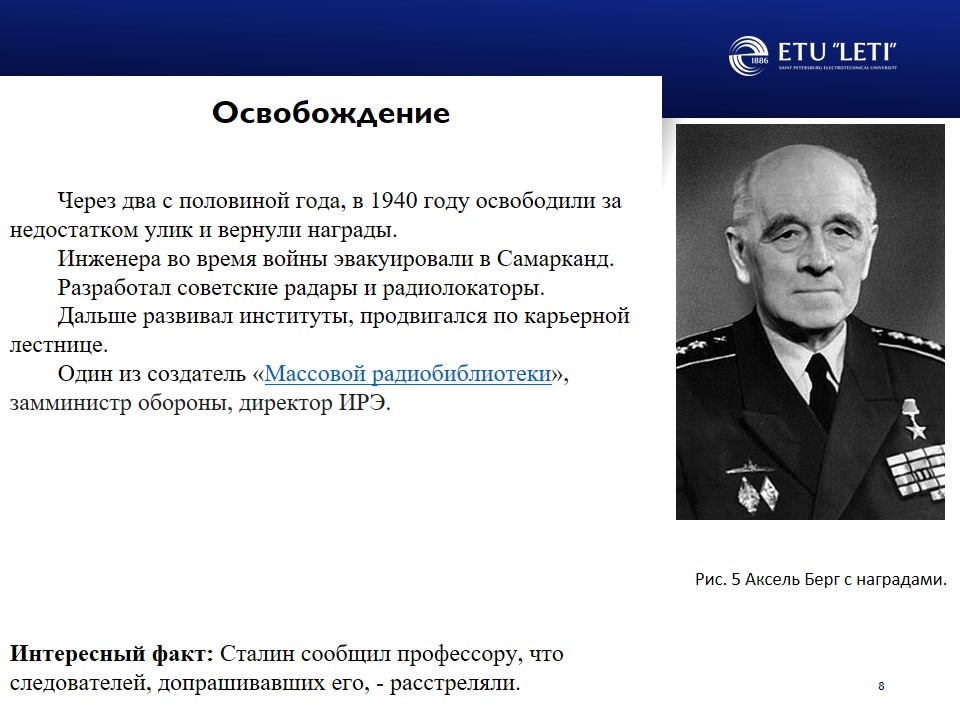 ETU "LETI"
1886
SAINT PETERSBURG ELECTROTECHNICAL UNIVERSITY
Освобождение
Через два с половиной года, в 1940 году освободили за
недостатком улик и вернули награды.
Инженера во время войны эвакуировали в Самарканд.
Разработал советские радары и радиолокаторы.
Дальше развивал институты, продвигался по карьерной
лестнице.
Один из создатель «Массовой радиобиблиотеки»,
замминистр обороны, директор ИРЭ.
Рис. 5 Аксель Берг с наградами.
Интересный факт: Сталин сообщил профессору, что
следователей, допрашивавших его, - расстреляли.
8